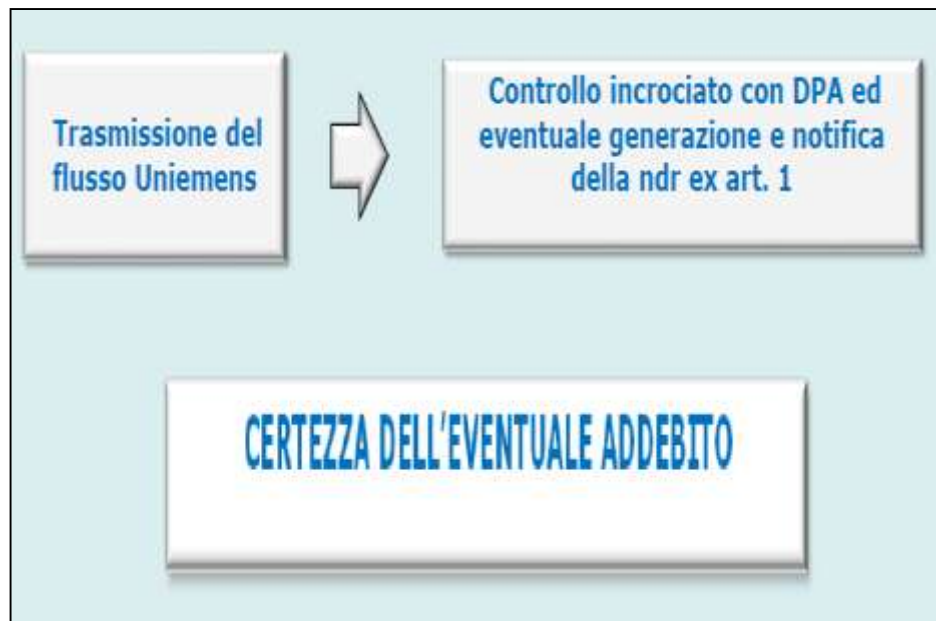 Trasmissione del
flusso Uniemens
Controllo incrociato con DPA ed
eventuale generazione e notifica
della ndr ex art. 1
CERTEZZA DELL'EVENTUALE ADDEBITO